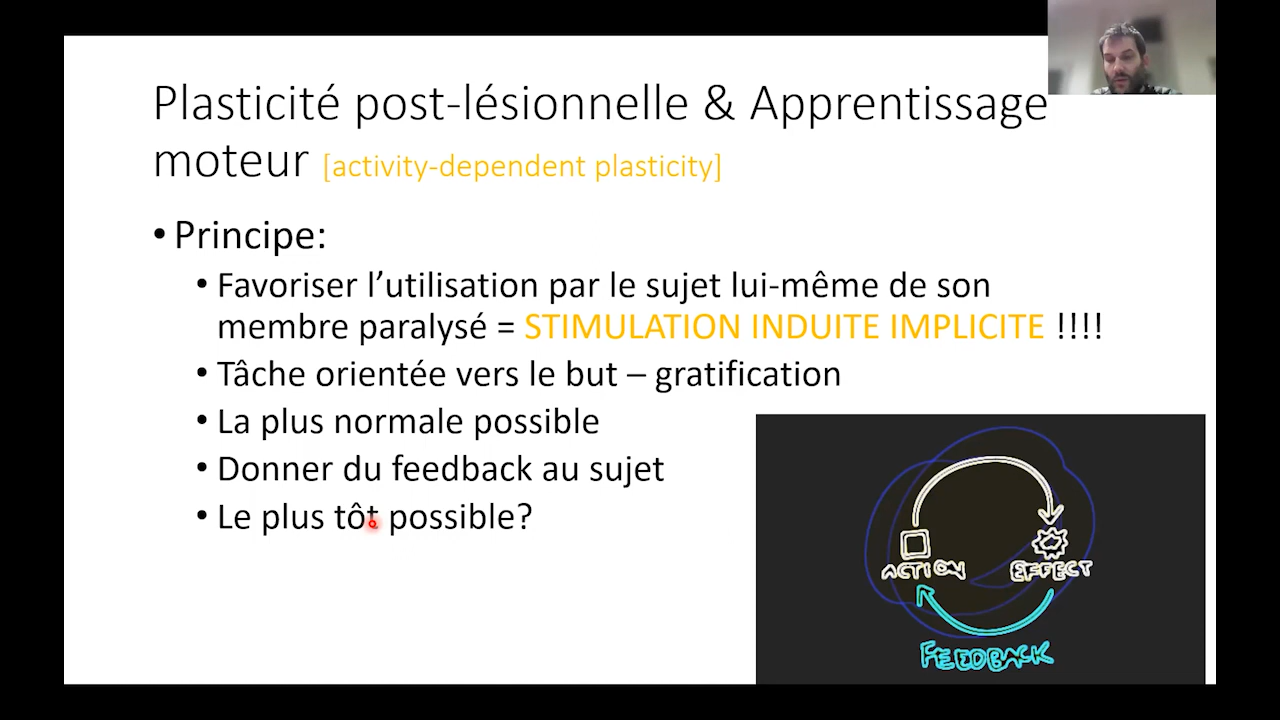 Plasticité post-lésionnelle & Apprentissage
moteur [activity-dependent plasticity]
• Principe:
• Favoriser l’utilisation par le sujet lui-même de son
membre paralysé = STIMULATION INDUITE IMPLICITE !!!!
• Tâche orientée vers le but – gratification
• La plus normale possible
• Donner du feedback au sujet
• Le plus tôt possible?
ACTION EFFECT
FEEDBACK